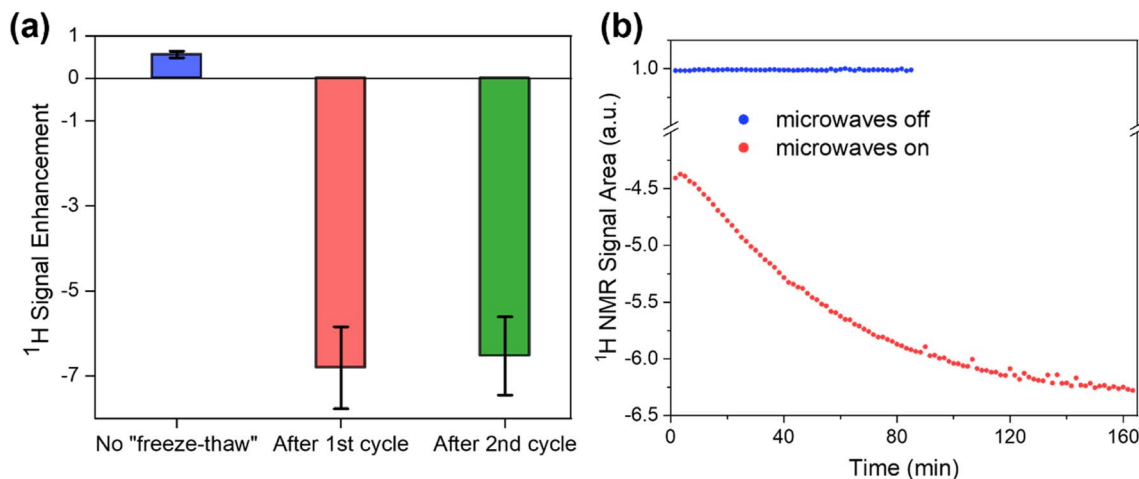 (a)
¹H Signal Enhancement
1
0
-1
-3
-5
-7
No "freeze-thaw"
After 1st cycle
After 2nd cycle
(b)
¹H NMR Signal Area (a.u.)
1.0
-4.5
-5.0
-5.5
-6.0
-6.5
microwaves off
microwaves on
0
40
80
120
160
Time (min)